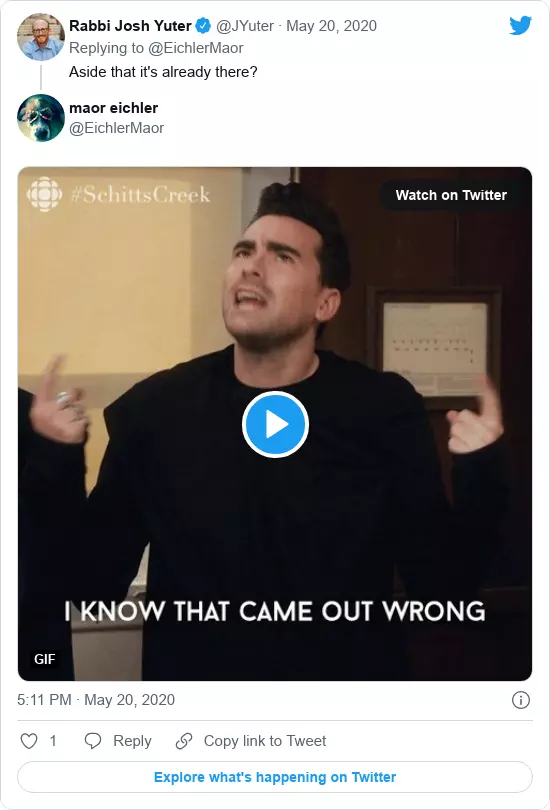 Rabbi Josh Yuter @JYuter · May 20, 2020
Replying to @EichlerMaor
Aside that it's already there?
maor eichler
@EichlerMaor
#SchittsCreek
Watch on Twitter
I KNOW THAT CAME OUT WRONG
GIF
5:11 PM · May 20, 2020
1 Reply Copy link to Tweet
Explore what's happening on Twitter